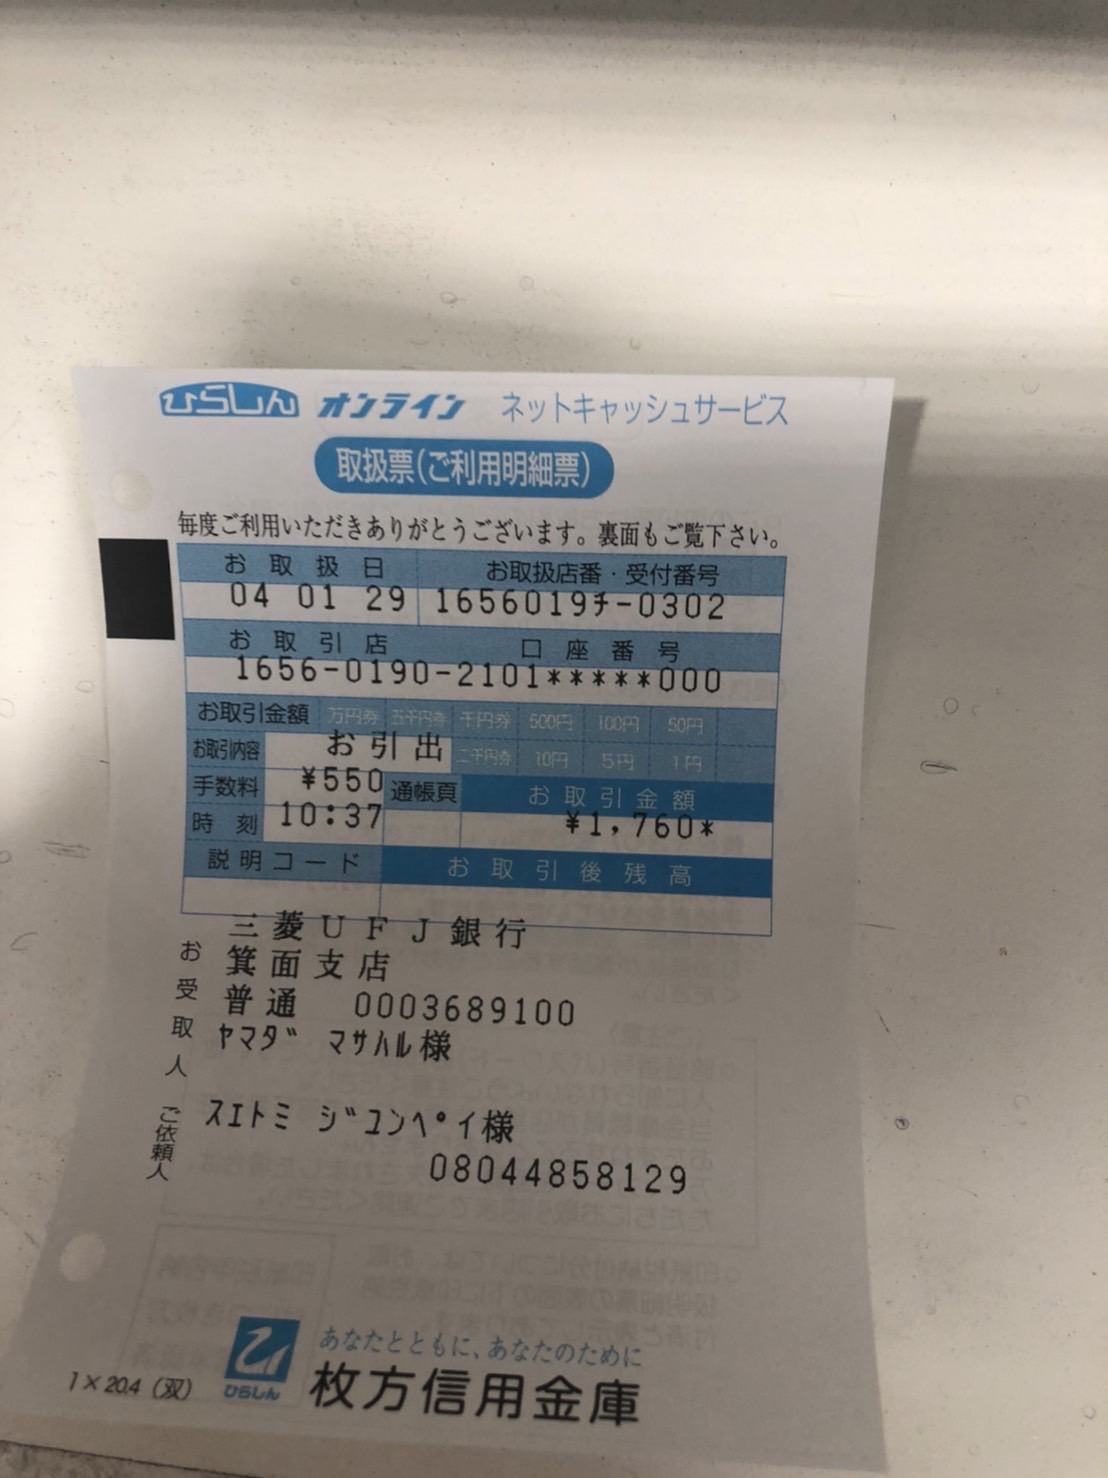 ひらしん オンライン ネットキャッシュサービス
取扱票(ご利用明細票)
毎度ご利用いただきありがとうございます。裏面もご覧下さい。
お取扱日 お取扱店番・受付番号
04 01 29 1656019チ-0302
お取引店 口座番号
1656-0190-2101*****000
お取引金額 万円券 五千円券 千円券 500円 100円 50円
お取引内容 お引出 二千円券 10円 5円 1円
手数料 ¥550 通帳頁 お取引金額
時刻 10:37 ¥1,760*
説明コード お取引後残高
お受取人
三菱UFJ銀行
箕面支店
普通 0003689100
ヤマダ マサハル様
ご依頼人
スエトミ ジユンペイ様
08044858129
ひらしん
あなたとともに、あなたのために
枚方信用金庫
1×20.4(双)